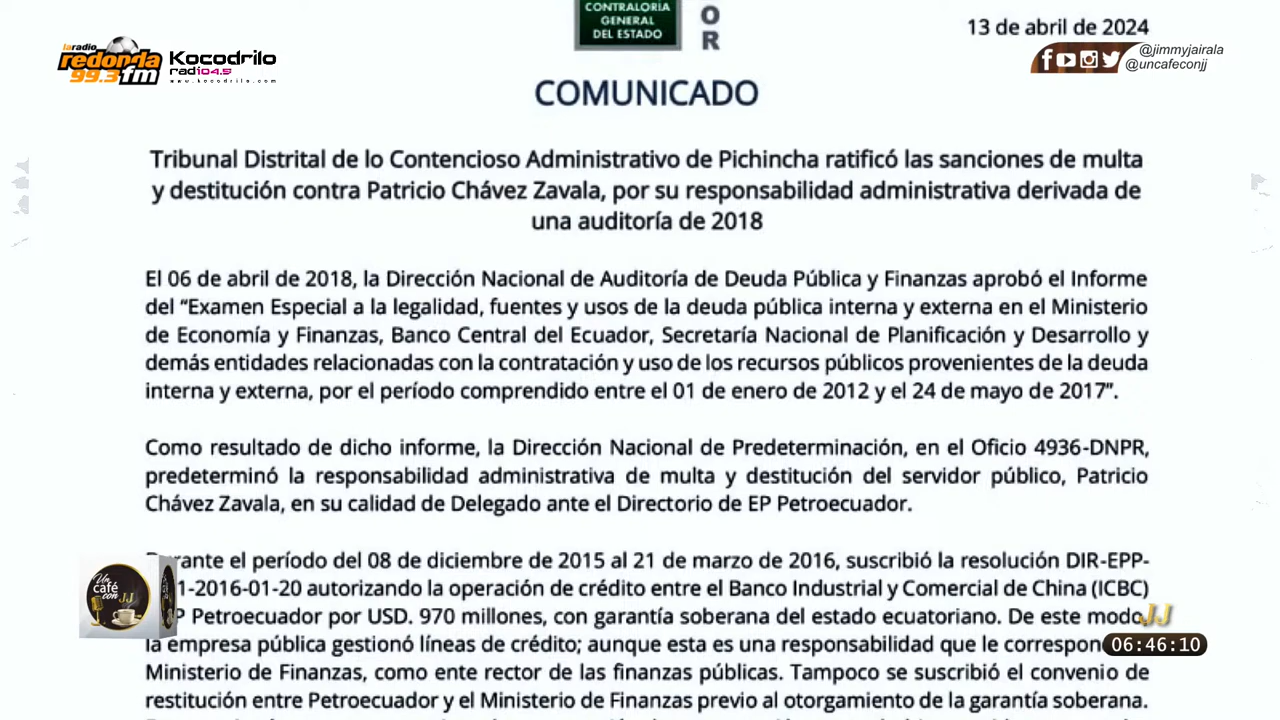 CONTRALORÍA
GENERAL
DEL ESTADO
O
R
13 de abril de 2024
la radio
redonda
99.3 fm
Kocodrilo
radio4.5
www.kocodrilo.com
@jimmyjairala
@uncafeconjj
COMUNICADO
Tribunal Distrital de lo Contencioso Administrativo de Pichincha ratificó las sanciones de multa
y destitución contra Patricio Chávez Zavala, por su responsabilidad administrativa derivada de
una auditoría de 2018
El 06 de abril de 2018, la Dirección Nacional de Auditoría de Deuda Pública y Finanzas aprobó el Informe
del “Examen Especial a la legalidad, fuentes y usos de la deuda pública interna y externa en el Ministerio
de Economía y Finanzas, Banco Central del Ecuador, Secretaría Nacional de Planificación y Desarrollo y
demás entidades relacionadas con la contratación y uso de los recursos públicos provenientes de la deuda
interna y externa, por el período comprendido entre el 01 de enero de 2012 y el 24 de mayo de 2017”.
Como resultado de dicho informe, la Dirección Nacional de Predeterminación, en el Oficio 4936-DNPR,
predeterminó la responsabilidad administrativa de multa y destitución del servidor público, Patricio
Chávez Zavala, en su calidad de Delegado ante el Directorio de EP Petroecuador.
Durante el período del 08 de diciembre de 2015 al 21 de marzo de 2016, suscribió la resolución DIR-EPP-
1-2016-01-20 autorizando la operación de crédito entre el Banco Industrial y Comercial de China (ICBC)
P Petroecuador por USD. 970 millones, con garantía soberana del estado ecuatoriano. De este modo,
la empresa pública gestionó líneas de crédito; aunque esta es una responsabilidad que le correspon
Ministerio de Finanzas, como ente rector de las finanzas públicas. Tampoco se suscribió el convenio de
restitución entre Petroecuador y el Ministerio de Finanzas previo al otorgamiento de la garantía soberana.
Un
café
con JJ
JJ
06:46:10